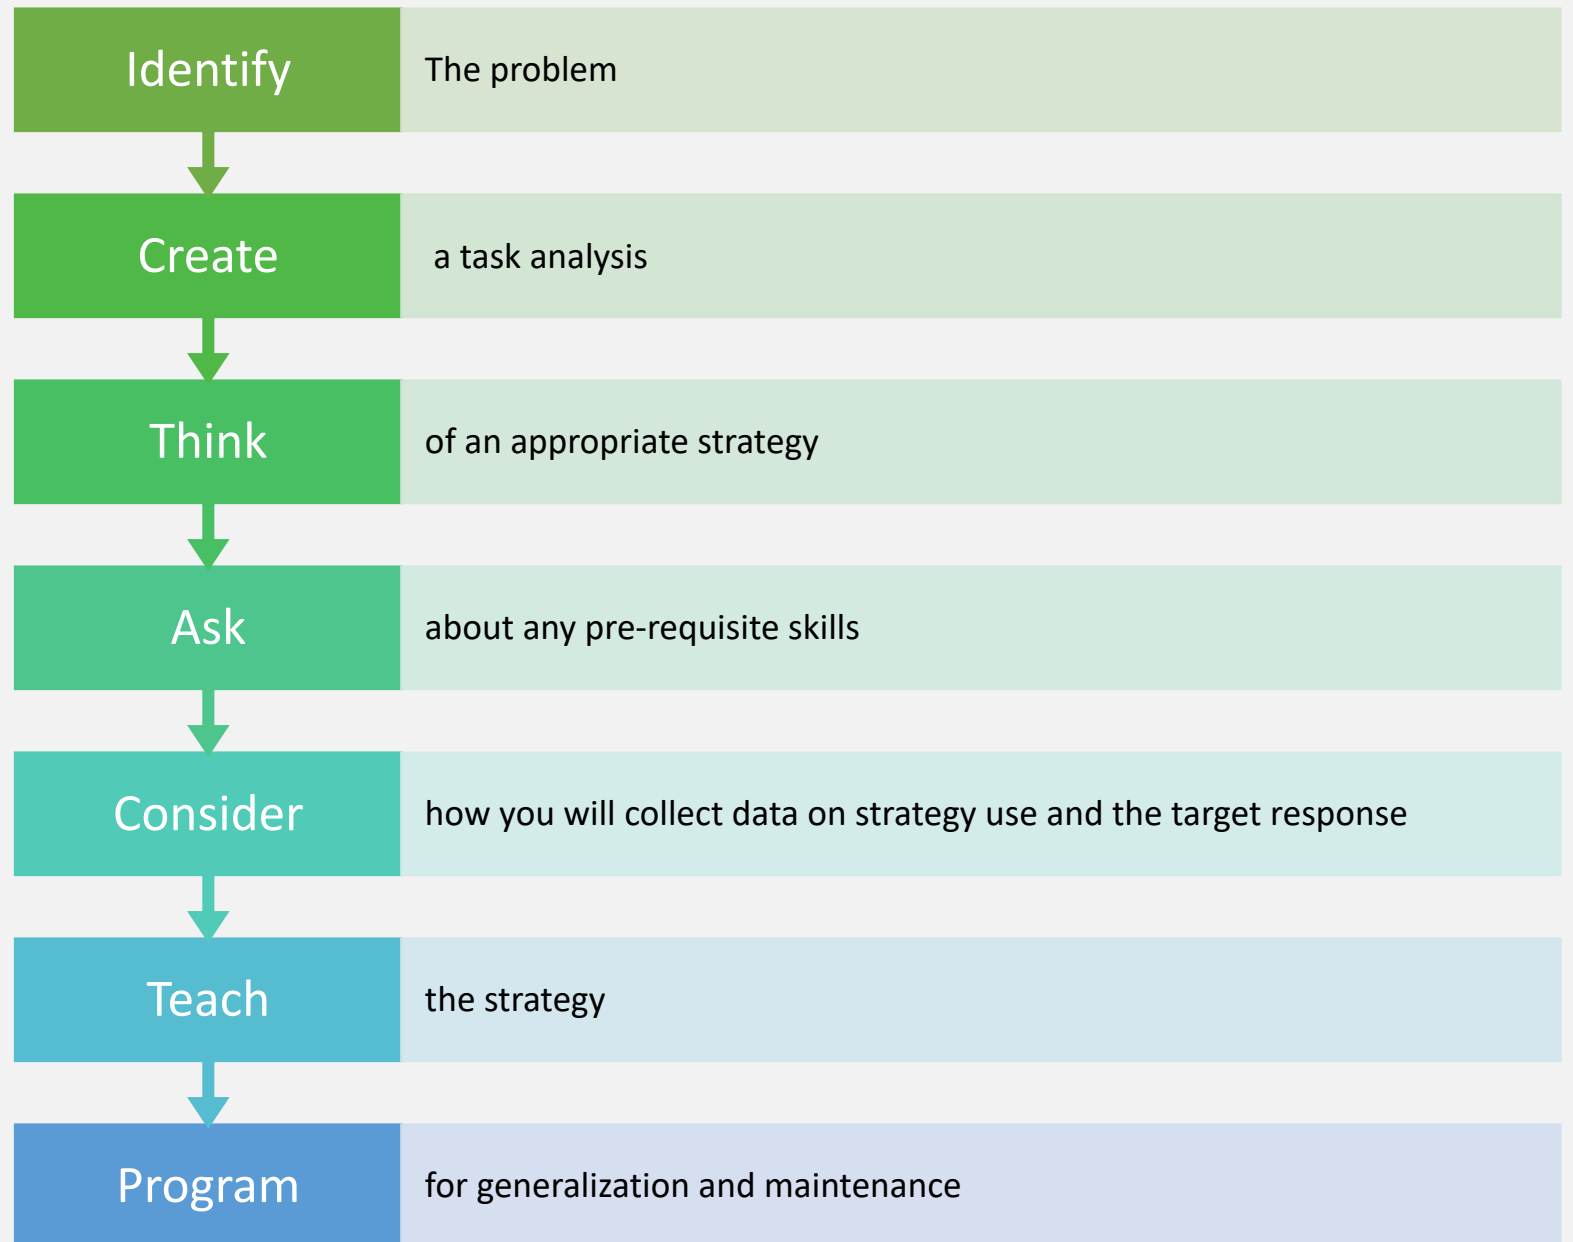 Identify
The problem
Create
a task analysis
Think
of an appropriate strategy
Ask
about any pre-requisite skills
Consider
how you will collect data on strategy use and the target response
Teach
the strategy
Program
for generalization and maintenance